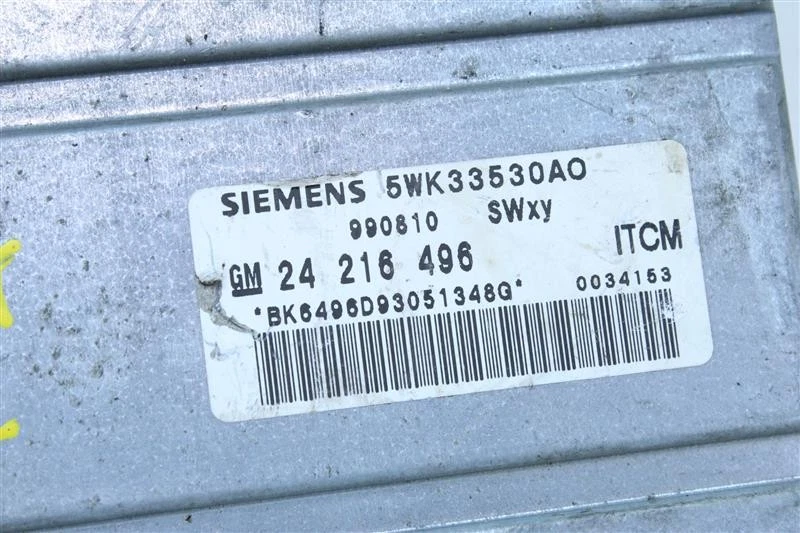 SIEMENS 5WK33530AO
990810 SWxy
GM 24 216 496 ITCM
*BK6496D93051348G* 0034153